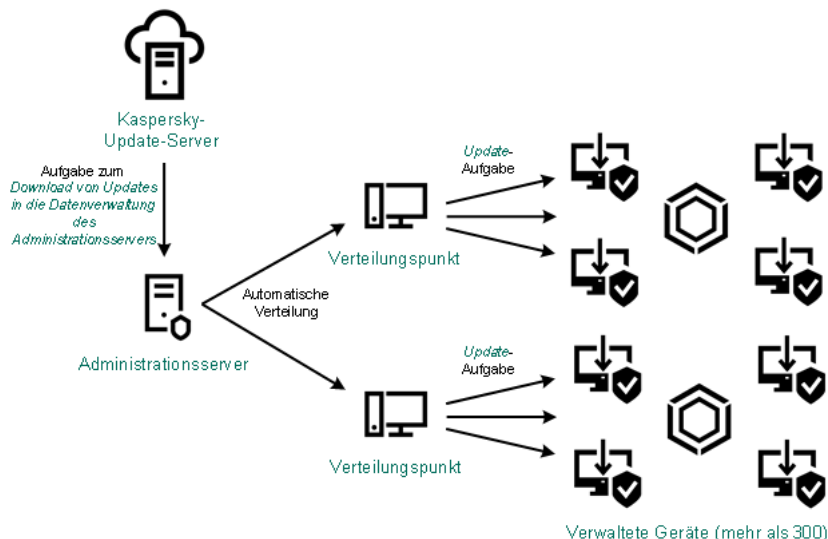 Kaspersky-
Update-Server
Aufgabe zum
Download von Updates
in die Datenverwaltung
des
Administrationsservers
Administrationsserver
Automatische
Verteilung
Verteilungspunkt
Update-
Aufgabe
Verteilungspunkt
Update-
Aufgabe
Verwaltete Geräte (mehr als 300)